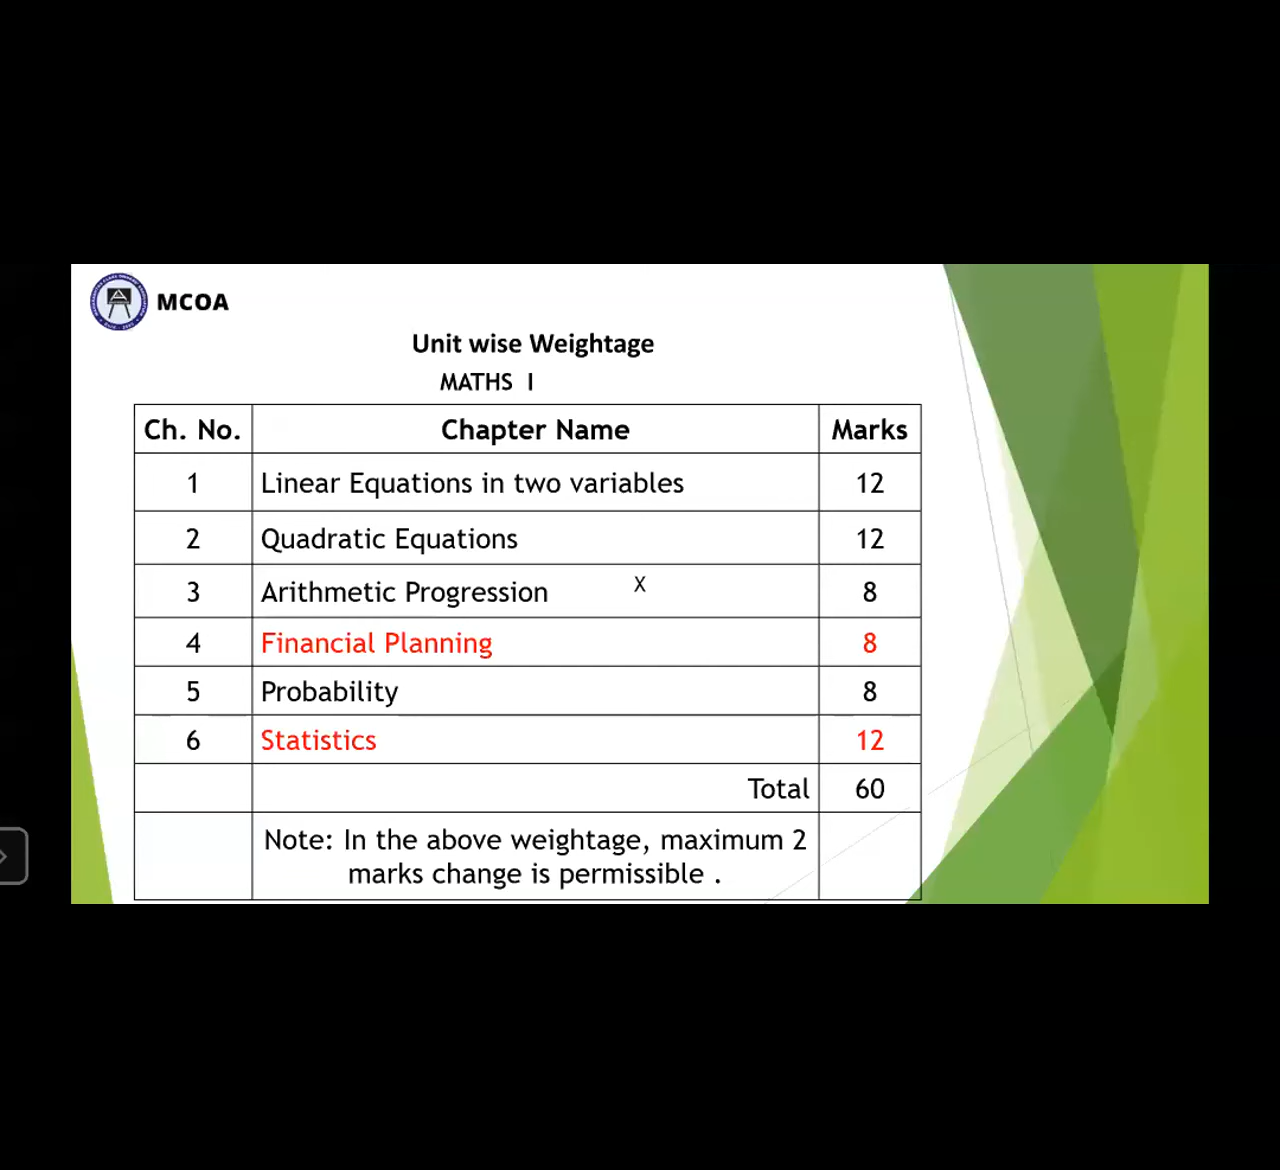 MCOA
Unit wise Weightage
MATHS I
Ch. No. Chapter Name Marks
1 Linear Equations in two variables 12
2 Quadratic Equations 12
3 Arithmetic Progression X 8
4 Financial Planning 8
5 Probability 8
6 Statistics 12
Total 60
Note: In the above weightage, maximum 2
marks change is permissible .